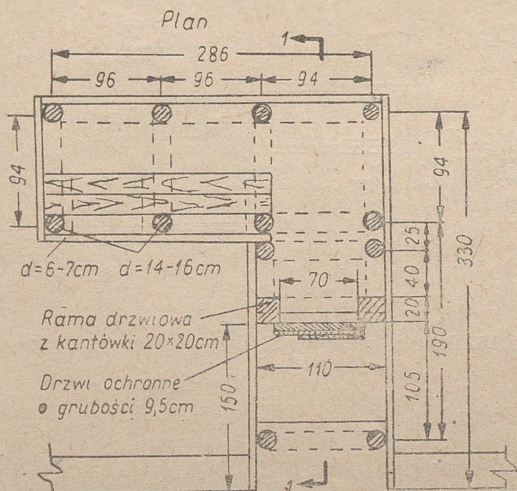 Plan
1
286
96 96 94
94
94
25
40
20
190
105
330
d=6-7cm d=14-16cm
70
Rama drzwiowa
z kantówki 20×20cm
Drzwi ochronne
o grubości 9,5cm
150
110
1